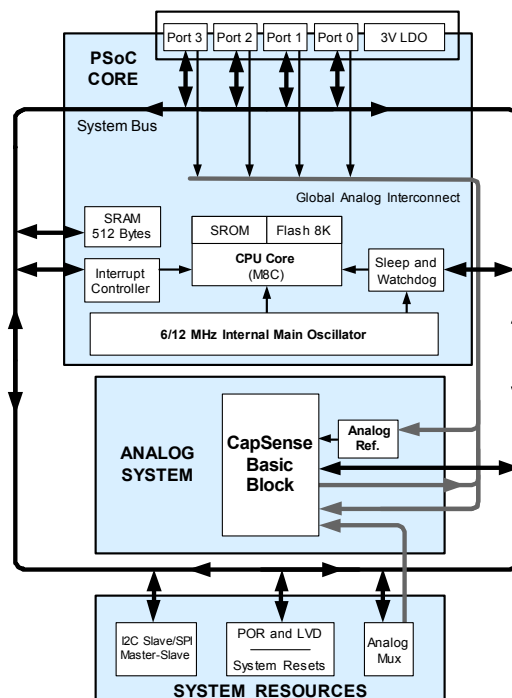 Port 3 Port 2 Port 1 Port 0 3V LDO
PSoC
CORE
System Bus
Global Analog Interconnect
SRAM
512 Bytes
SROM Flash 8K
CPU Core
(M8C)
Interrupt
Controller
Sleep and
Watchdog
6/12 MHz Internal Main Oscillator
ANALOG
SYSTEM
CapSense
Basic
Block
Analog
Ref.
I2C Slave/SPI
Master-Slave
POR and LVD
System Resets
Analog
Mux
SYSTEM RESOURCES